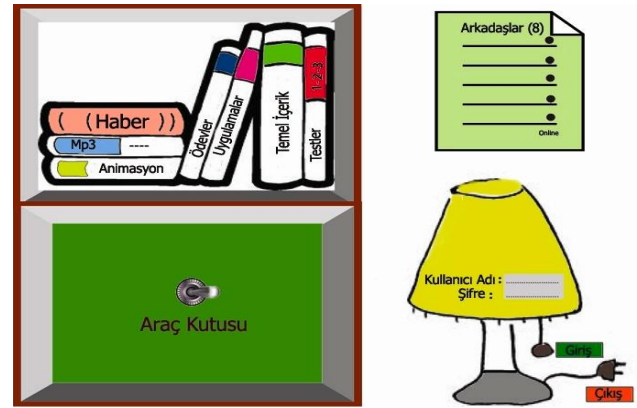 ( (Haber ))
Mp3 ----
Animasyon
Ödevler
Uygulamalar
Temel İçerik
Testler
1-2-3
Araç Kutusu
Arkadaşlar (8)
Online
Kullanıcı Adı :
Şifre :
Giriş
Çıkış